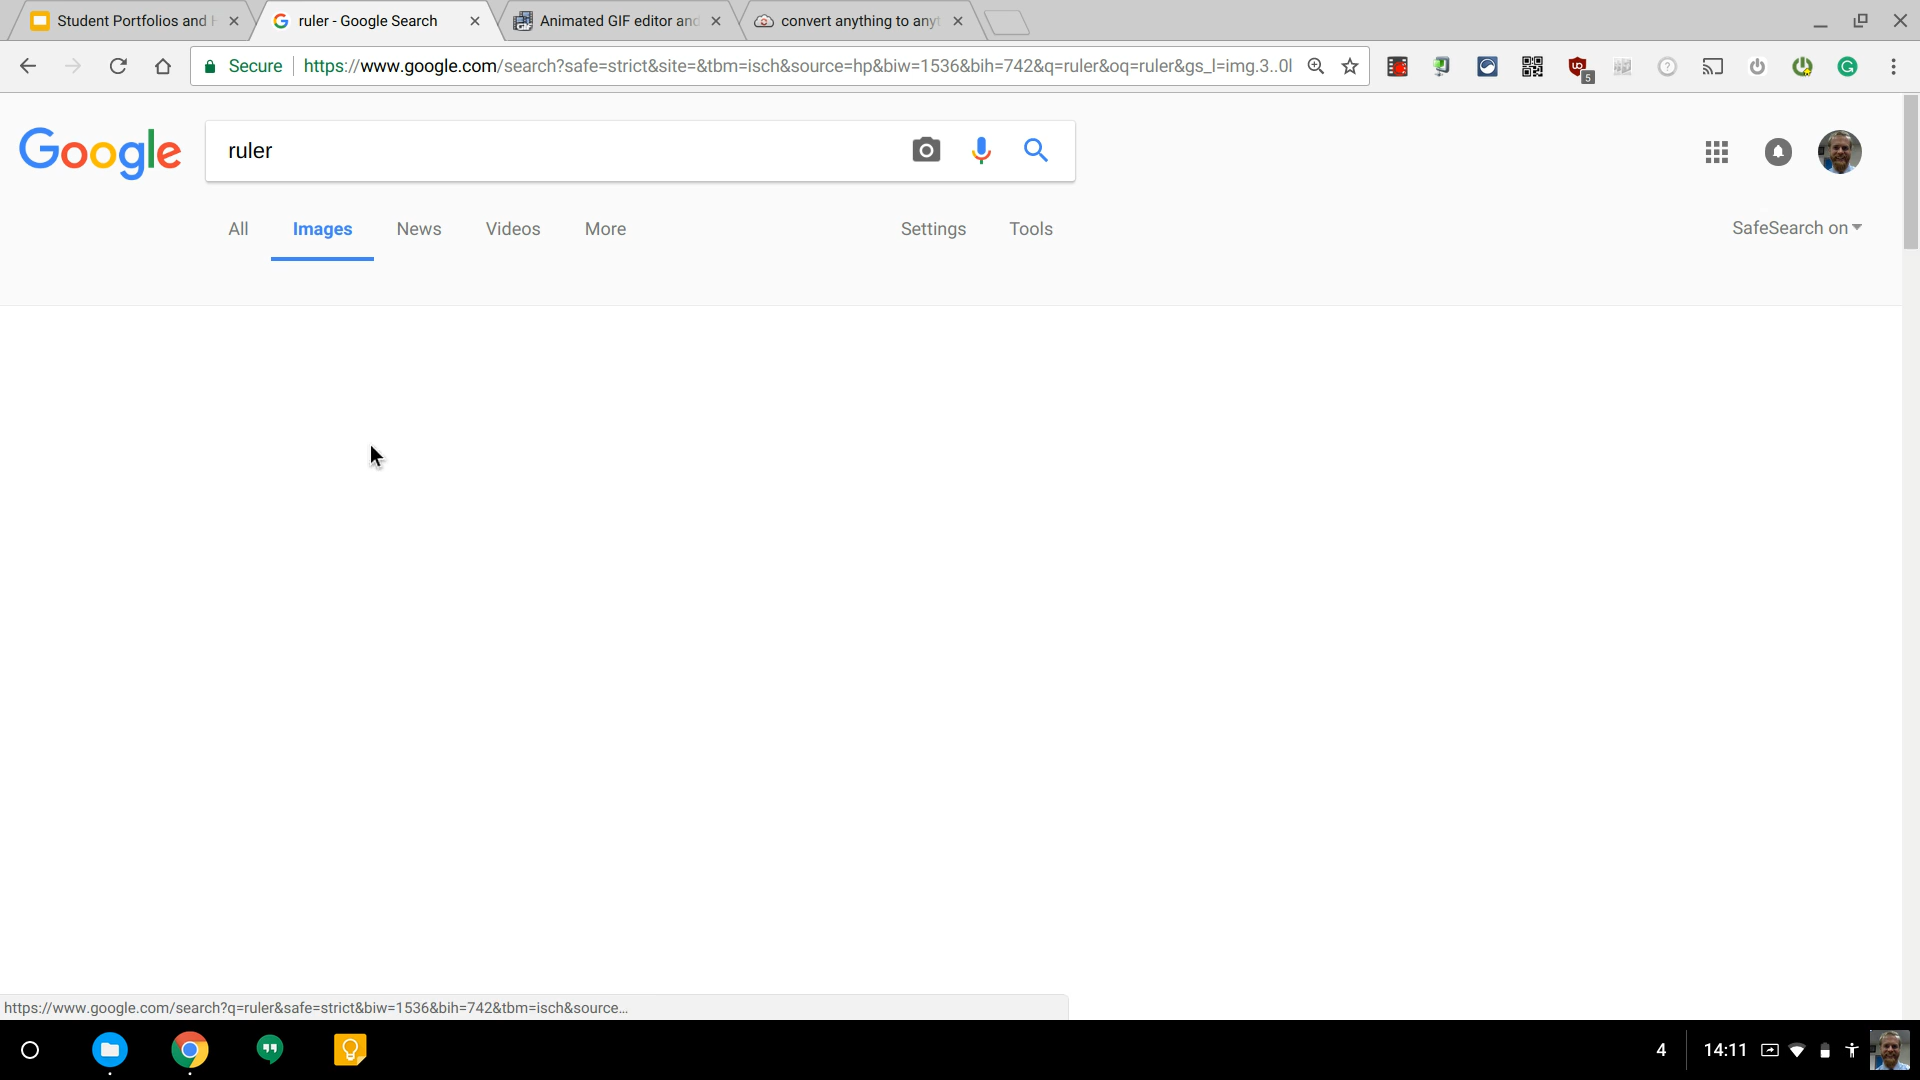 Student Portfolios and H
ruler - Google Search
Animated GIF editor and
convert anything to anyt
Secure https://www.google.com/search?safe=strict&site=&tbm=isch&source=hp&biw=1536&bih=742&q=ruler&oq=ruler&gs_l=img.3..0l
5
Google
ruler
All Images News Videos More Settings Tools
SafeSearch on
https://www.google.com/search?q=ruler&safe=strict&biw=1536&bih=742&tbm=isch&source...
4 14:11